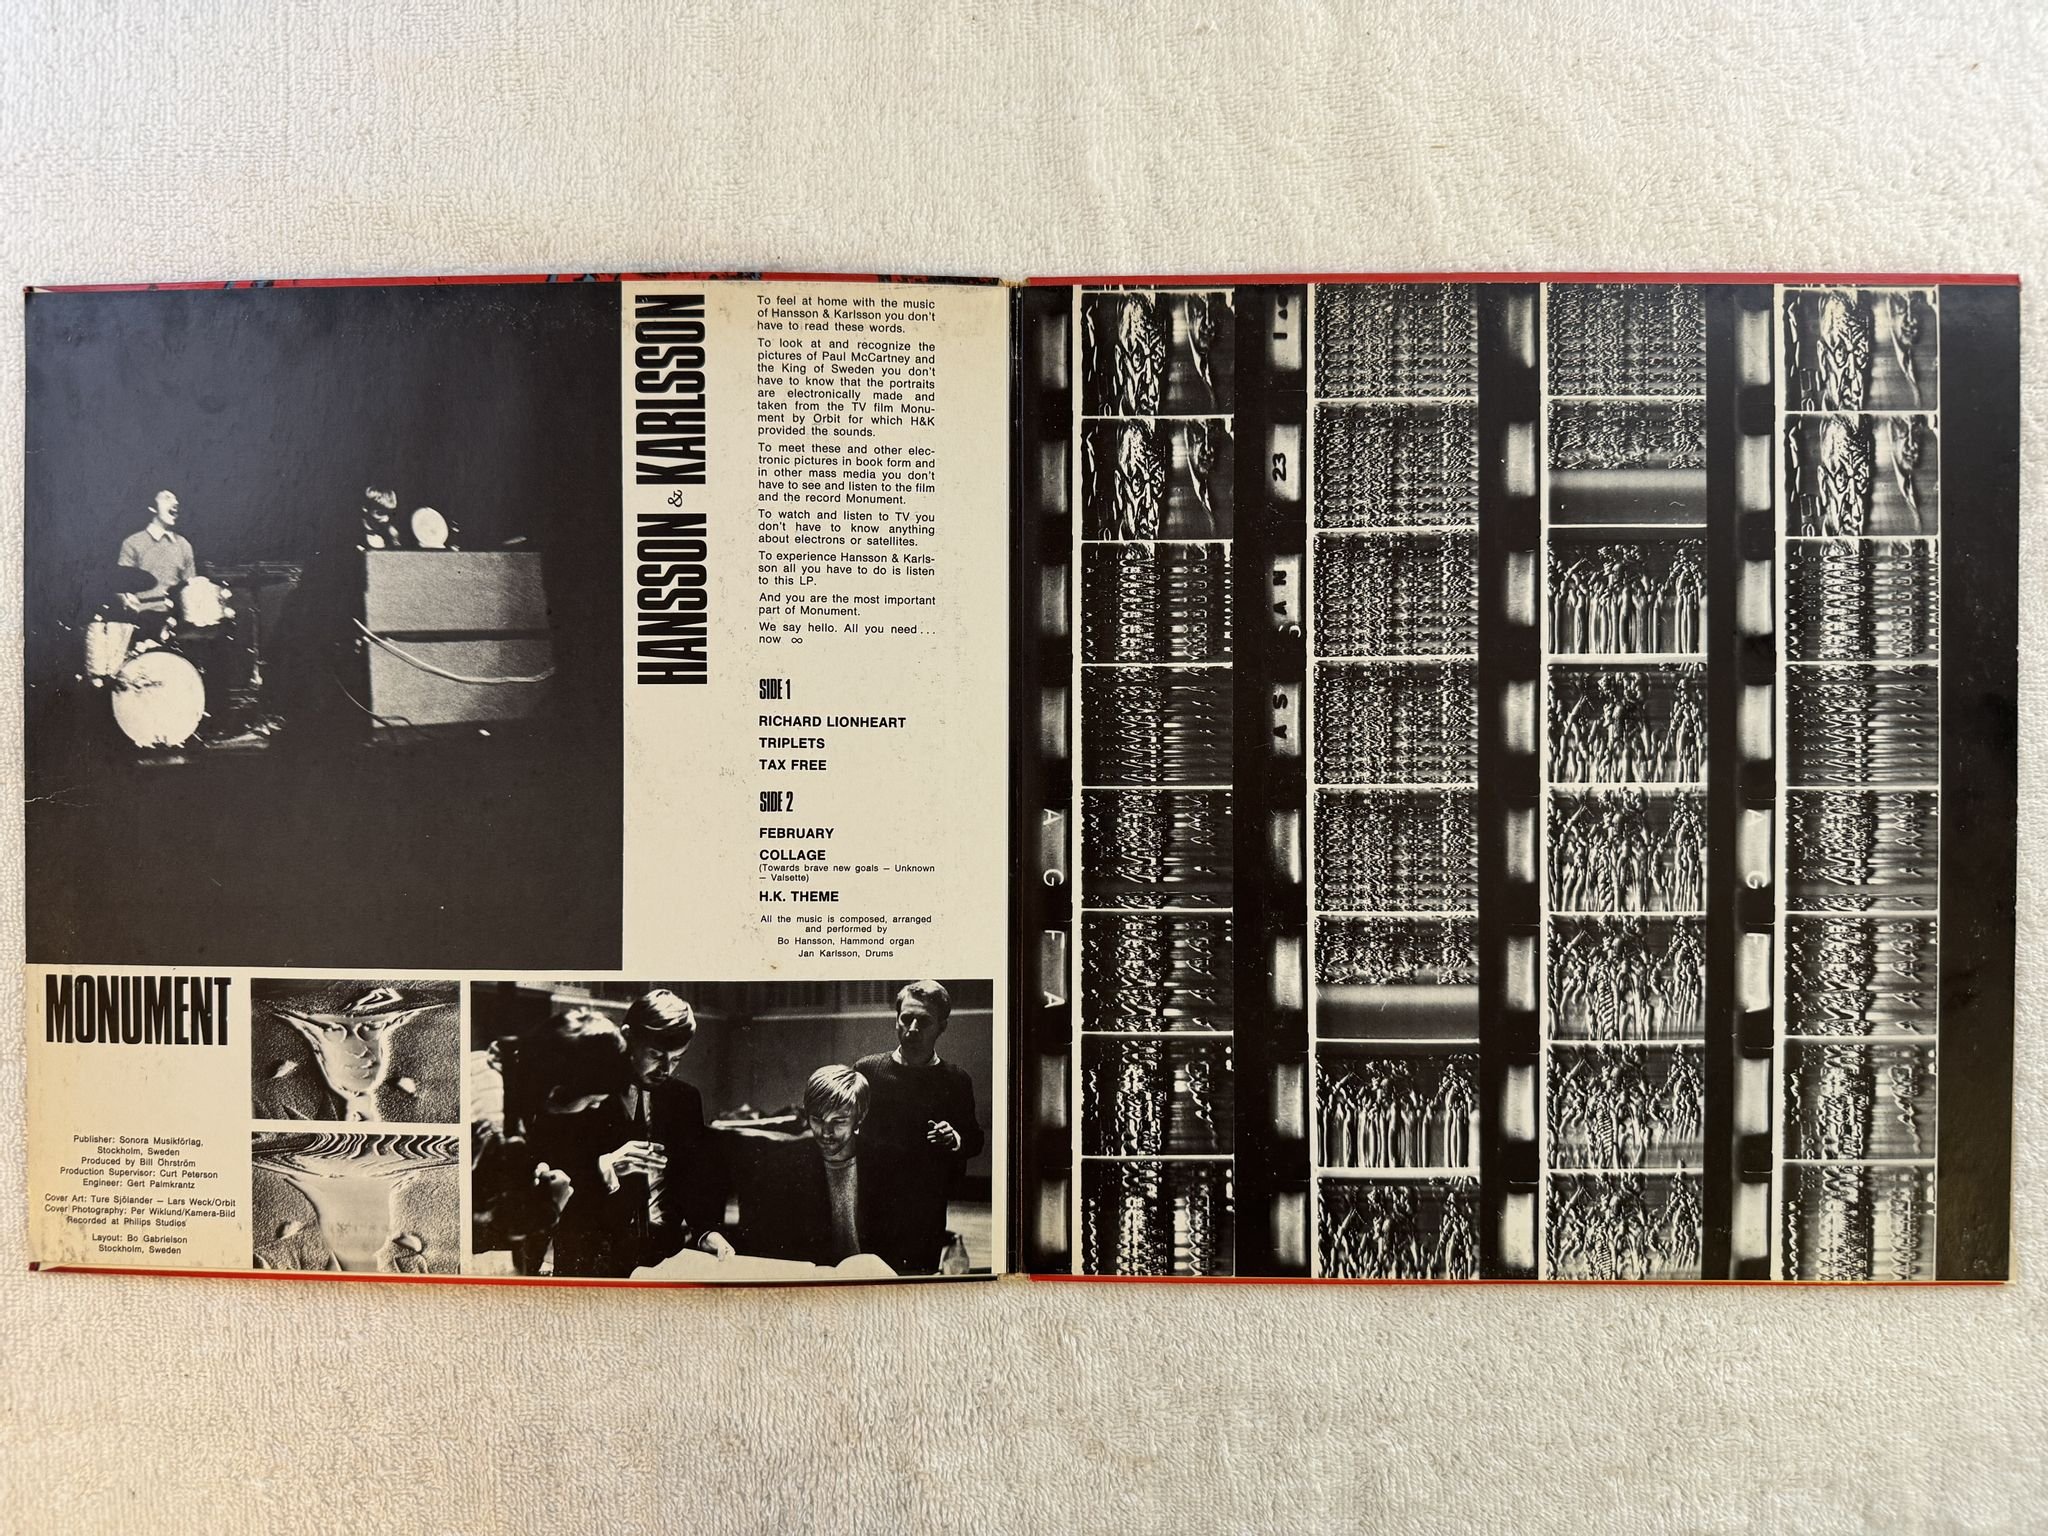 HANSSON & KARLSSON
To feel at home with the music
of Hansson & Karlsson you don't
have to read these words.
To look at and recognize the
pictures of Paul McCartney and
the King of Sweden you don't
have to know that the portraits
are electronically made and
taken from the TV film Monu-
ment by Orbit for which H&K
provided the sounds.
To meet these and other elec-
tronic pictures in book form and
in other mass media you don't
have to see and listen to the film
and the record Monument.
To watch and listen to TV you
don't have to know anything
about electrons or satellites.
To experience Hansson & Karls-
son all you have to do is listen
to this LP.
And you are the most important
part of Monument.
We say hello. All you need...
now ∞
SIDE 1
RICHARD LIONHEART
TRIPLETS
TAX FREE
SIDE 2
FEBRUARY
COLLAGE
(Towards brave new goals – Unknown
– Valsette)
H.K. THEME
All the music is composed, arranged
and performed by
Bo Hansson, Hammond organ
Jan Karlsson, Drums
MONUMENT
Publisher: Sonora Musikförlag,
Stockholm, Sweden
Produced by Bill Öhrström
Production Supervisor: Curt Peterson
Engineer: Gert Palmkrantz
Cover Art: Ture Sjölander – Lars Weck/Orbit
Cover Photography: Per Wiklund/Kamera-Bild
Recorded at Philips Studios
Layout: Bo Gabrielson
Stockholm, Sweden
AGFA
23
AGFA